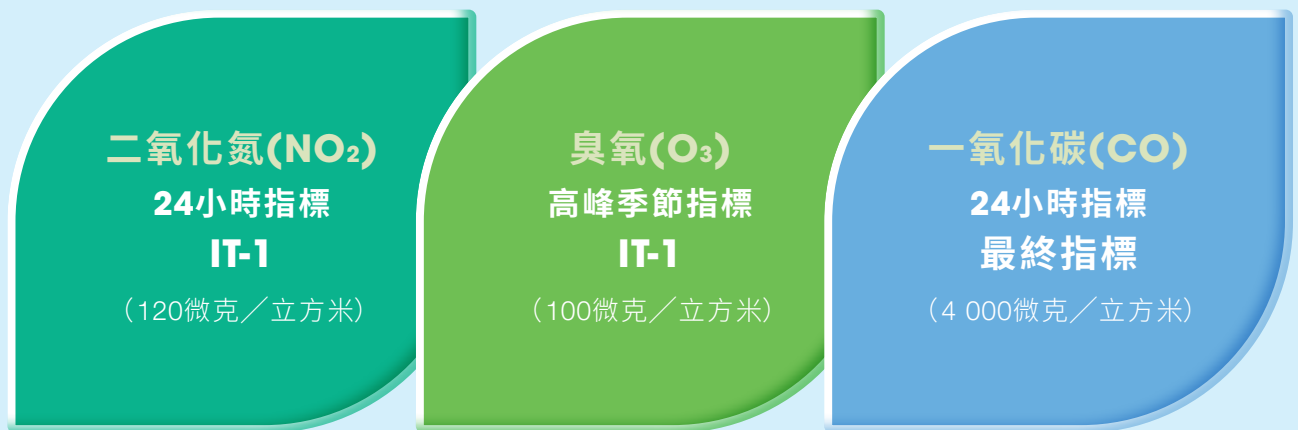 二氧化氮(NO₂)
24小時指標
IT-1
（120微克／立方米）
臭氧(O₃)
高峰季節指標
IT-1
（100微克／立方米）
一氧化碳(CO)
24小時指標
最終指標
（4 000微克／立方米）